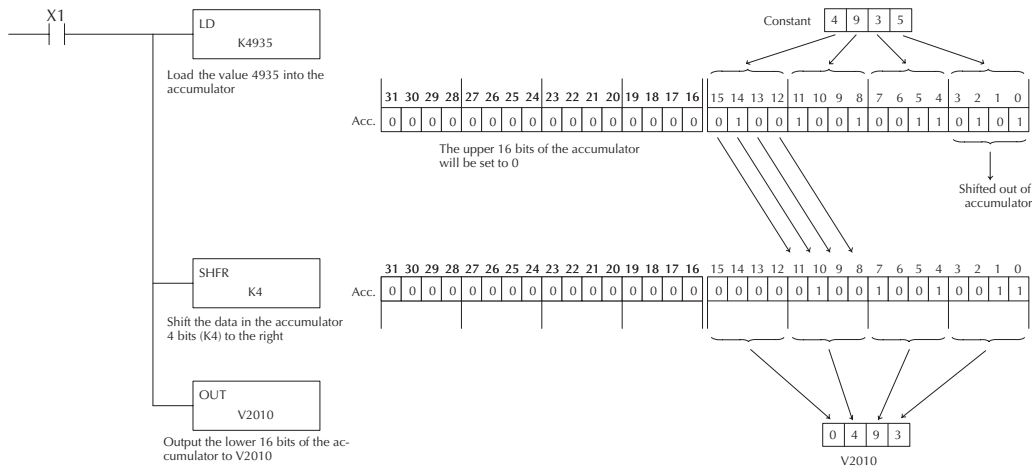 X1
LD
K4935
Load the value 4935 into the
accumulator
Constant 4 9 3 5
31 30 29 28 27 26 25 24 23 22 21 20 19 18 17 16 15 14 13 12 11 10 9 8 7 6 5 4 3 2 1 0
Acc. 0 0 0 0 0 0 0 0 0 0 0 0 0 0 0 0 0 1 0 0 1 0 0 1 0 0 1 1 0 1 0 1
The upper 16 bits of the accumulator
will be set to 0
Shifted out of
accumulator
SHFR
K4
Shift the data in the accumulator
4 bits (K4) to the right
31 30 29 28 27 26 25 24 23 22 21 20 19 18 17 16 15 14 13 12 11 10 9 8 7 6 5 4 3 2 1 0
Acc. 0 0 0 0 0 0 0 0 0 0 0 0 0 0 0 0 0 0 0 0 0 1 0 0 1 0 0 1 0 0 1 1
OUT
V2010
Output the lower 16 bits of the ac-
cumulator to V2010
0 4 9 3
V2010